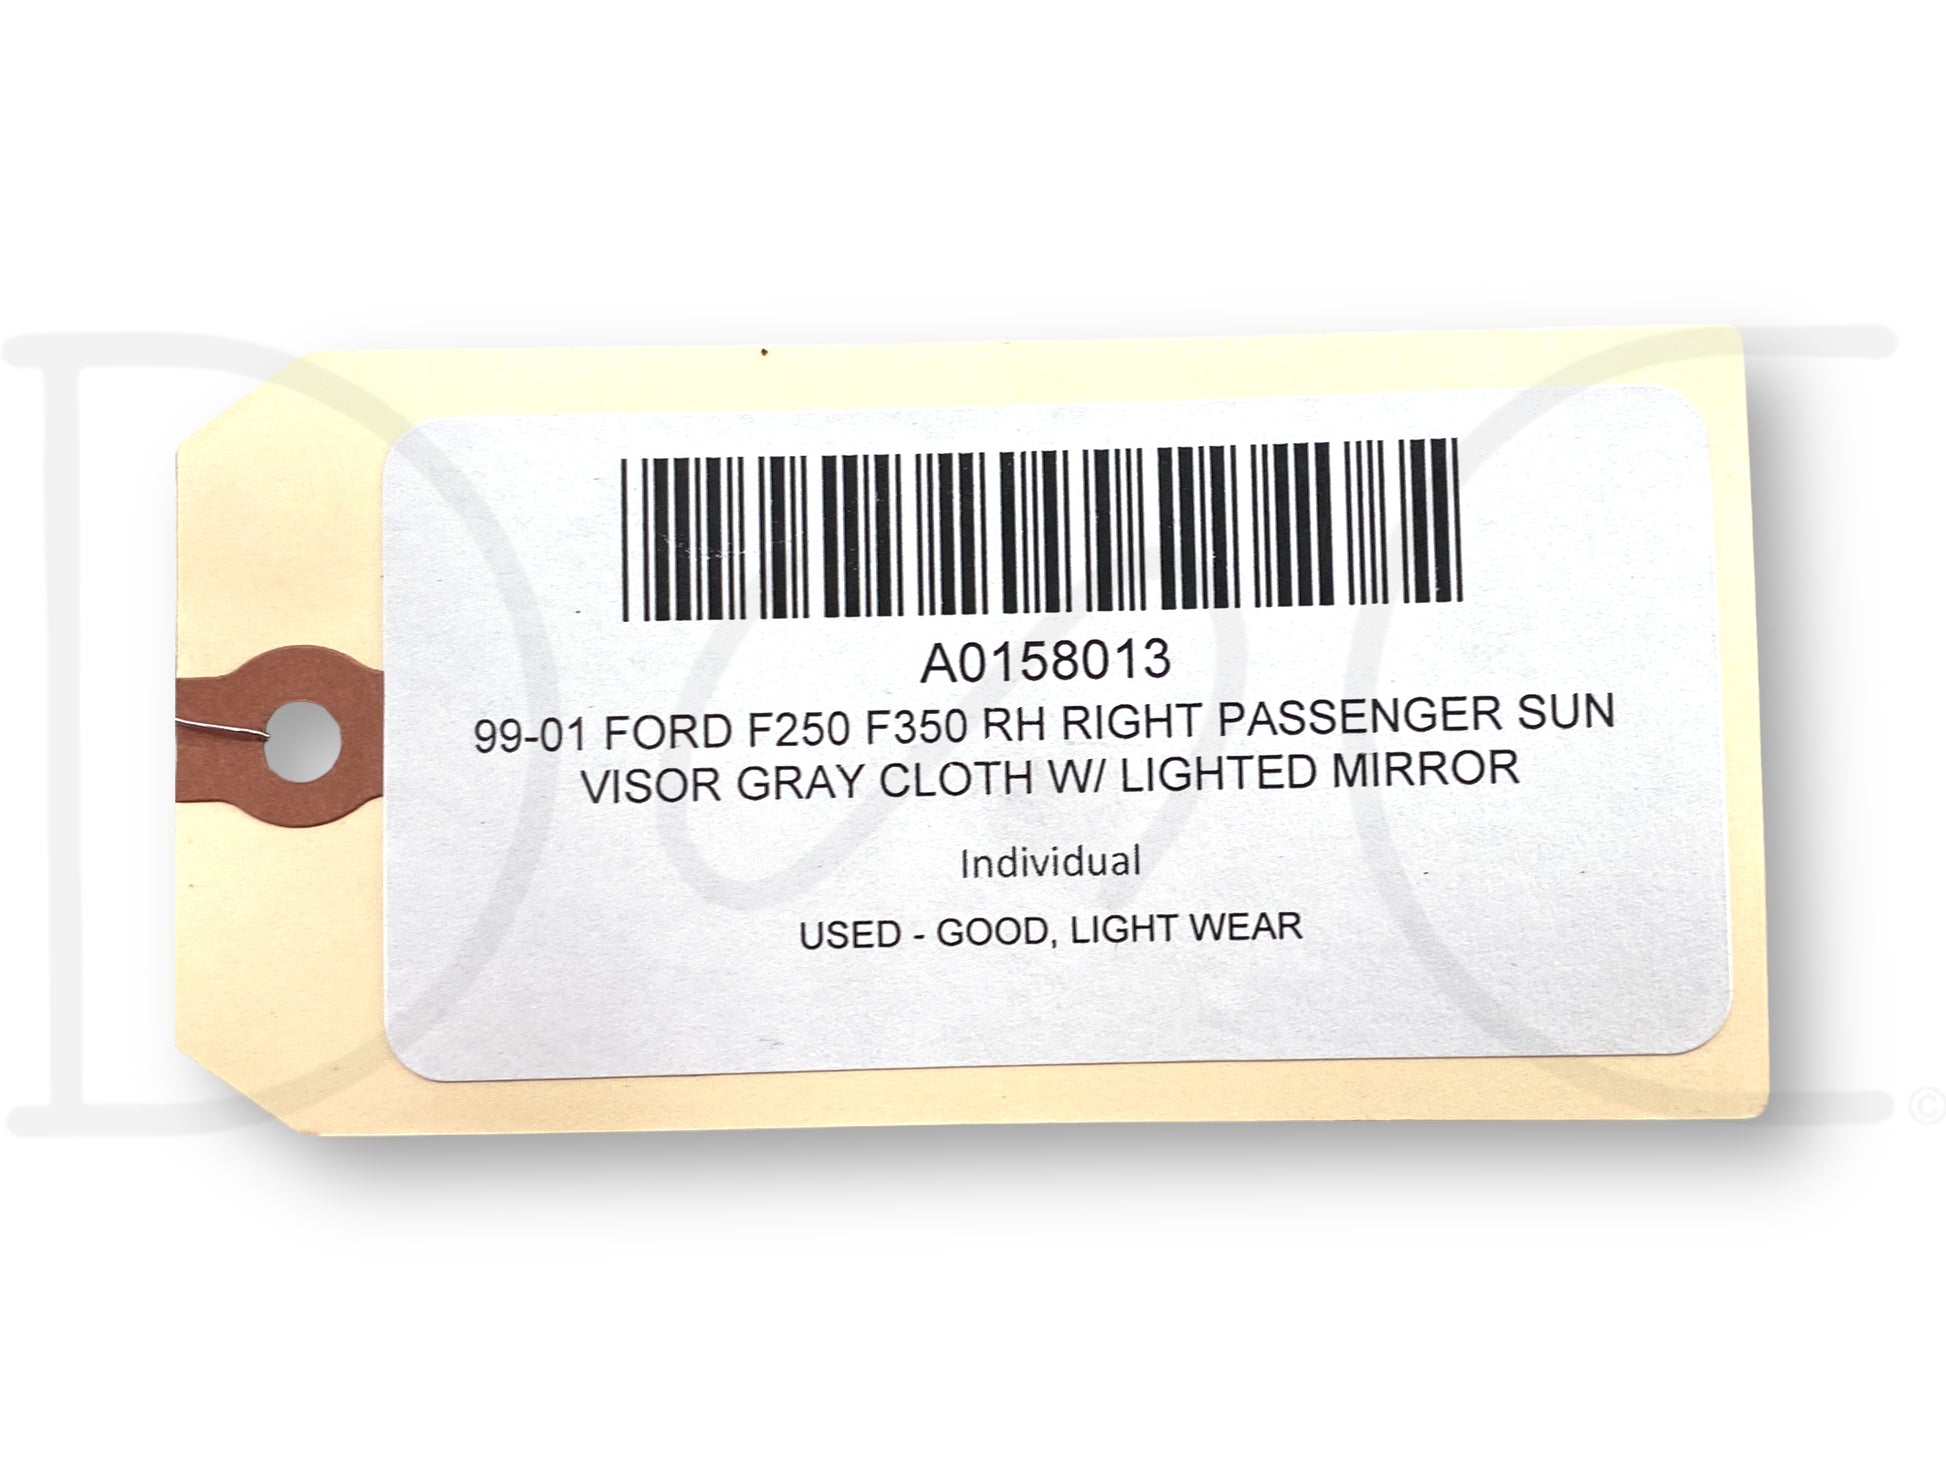 A0158013
99-01 FORD F250 F350 RH RIGHT PASSENGER SUN
VISOR GRAY CLOTH W/ LIGHTED MIRROR
Individual
USED - GOOD, LIGHT WEAR
©